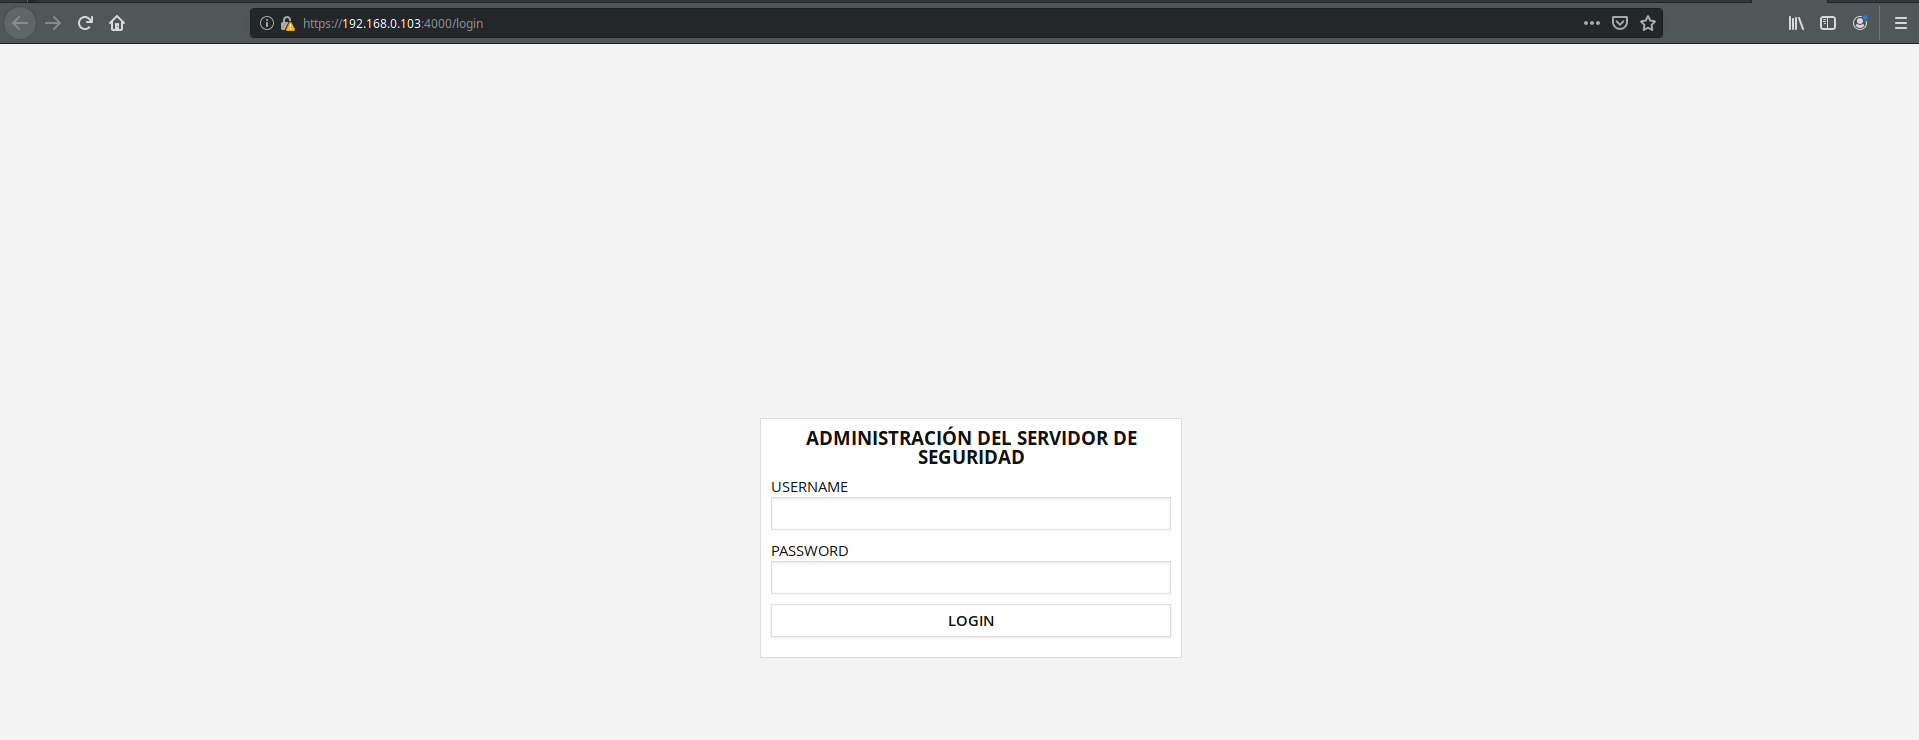 https://192.168.0.103:4000/login
ADMINISTRACIÓN DEL SERVIDOR DE
SEGURIDAD
USERNAME
PASSWORD
LOGIN